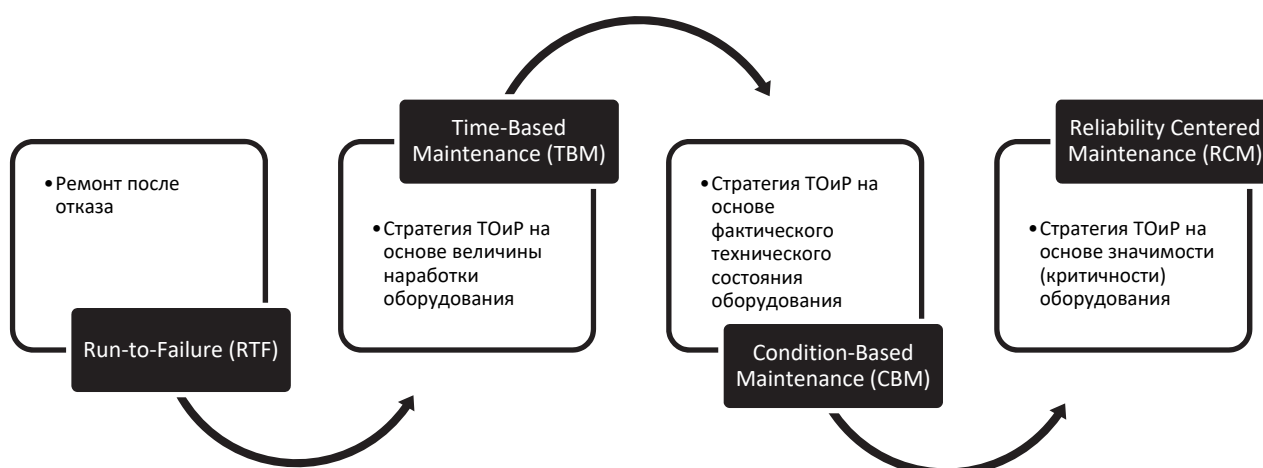 •Ремонт после
отказа
Run-to-Failure (RTF)
Time-Based
Maintenance (TBM)
•Стратегия ТОиР на
основе величины
наработки
оборудования
•Стратегия ТОиР на
основе
фактического
технического
состояния
оборудования
Condition-Based
Maintenance (CBM)
Reliability Centered
Maintenance (RCM)
•Стратегия ТОиР на
основе значимости
(критичности)
оборудования